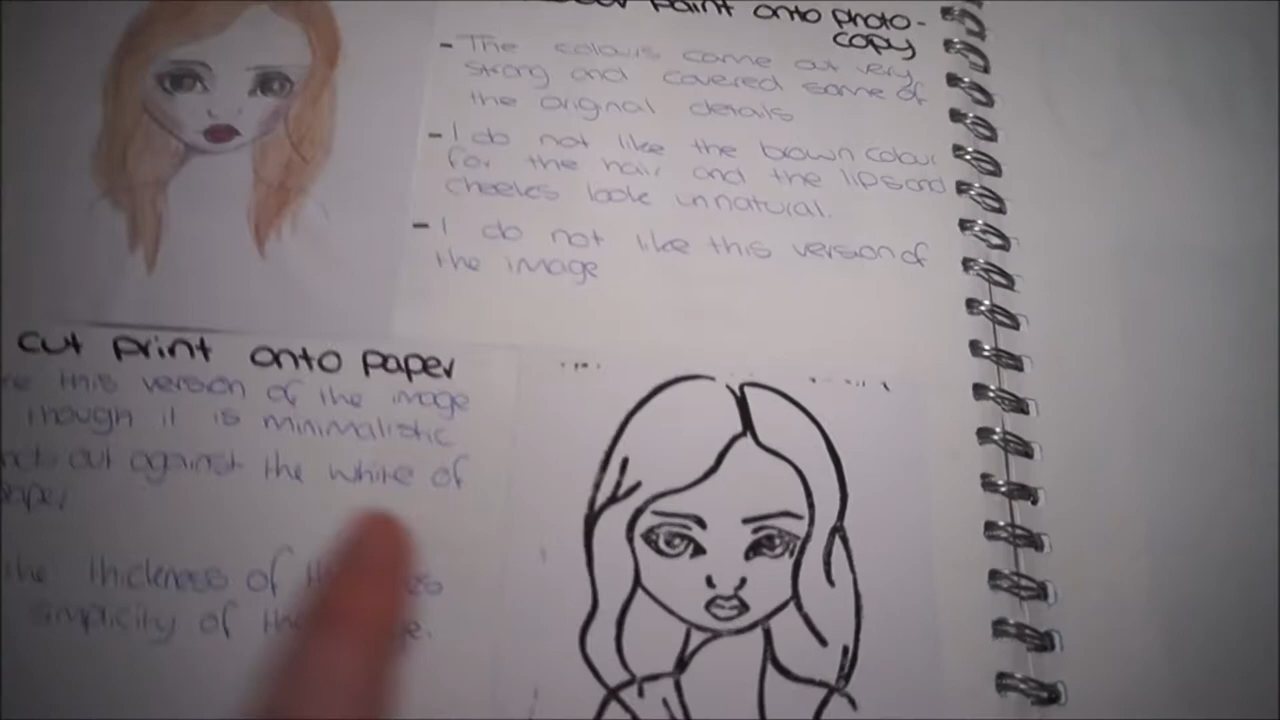 paint onto photo-
copy
- The colours came out very
strong and covered some of
the original details
- I do not like the brown colour
for the hair and the lips and
cheeks look unnatural.
- I do not like this version of
the image
cut print onto paper
this version of the image
though it is minimalistic
out against the white of
the thickness of
simplicity of